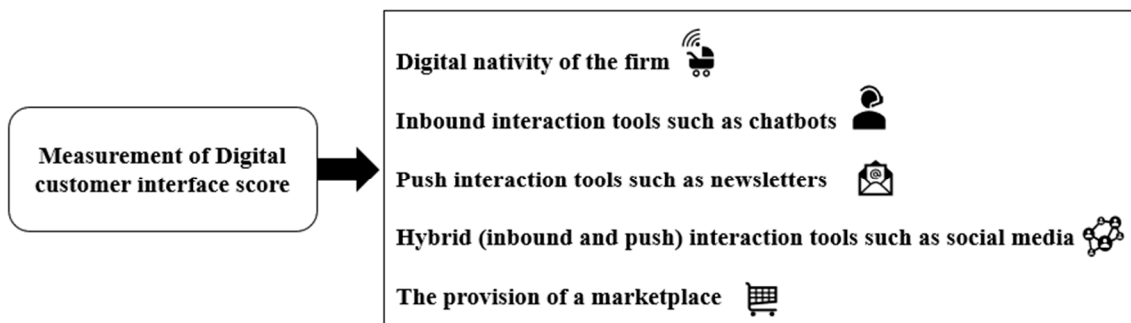 Measurement of Digital
customer interface score
Digital nativity of the firm
Inbound interaction tools such as chatbots
Push interaction tools such as newsletters
@
Hybrid (inbound and push) interaction tools such as social media
The provision of a marketplace